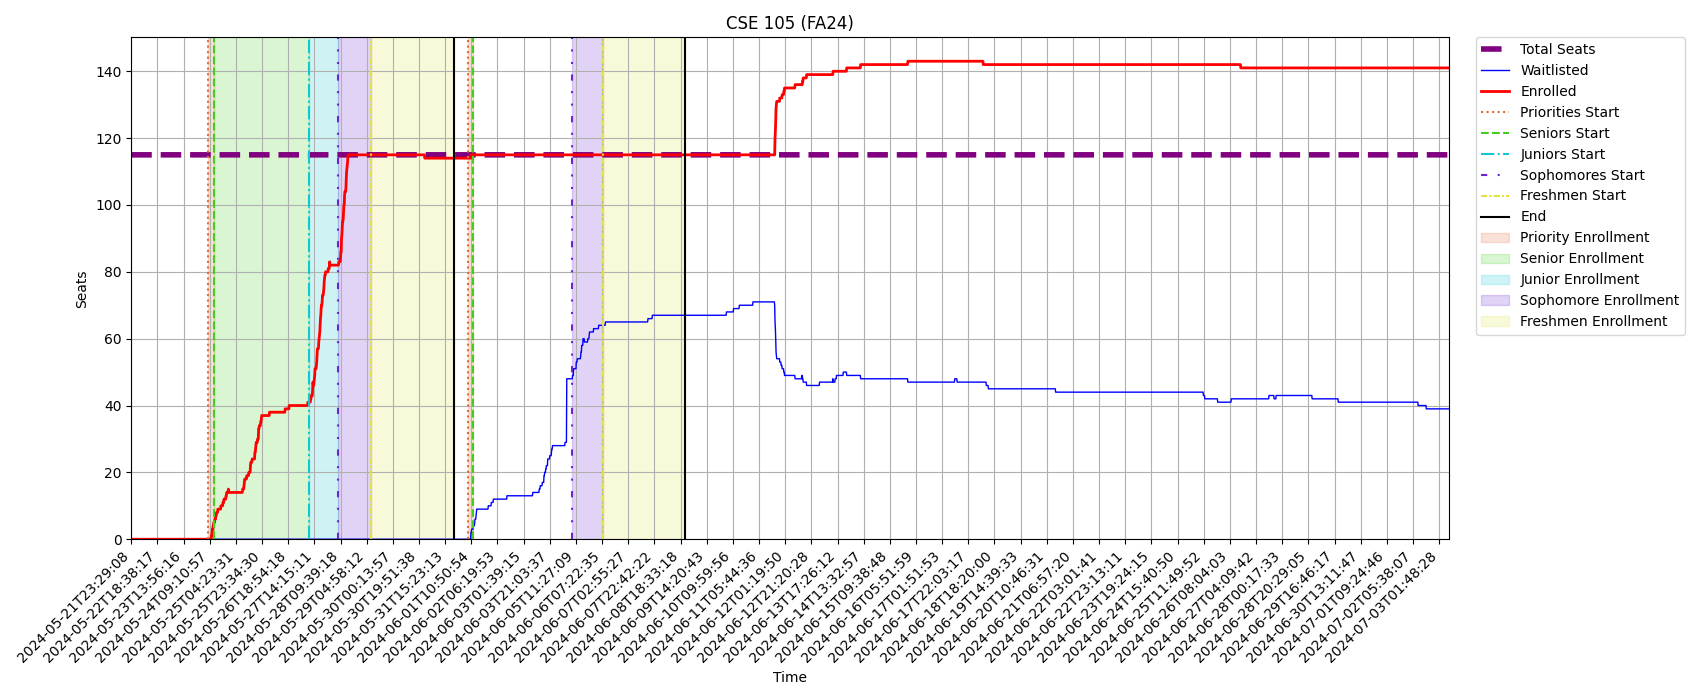 CSE 105 (FA24)
Total Seats
Waitlisted
Enrolled
Priorities Start
Seniors Start
Juniors Start
Sophomores Start
Freshmen Start
End
Priority Enrollment
Senior Enrollment
Junior Enrollment
Sophomore Enrollment
Freshmen Enrollment
Seats
140
120
100
80
60
40
20
0
2024-05-21T23:29:08
2024-05-22T18:38:17
2024-05-23T13:56:16
2024-05-24T09:10:57
2024-05-25T04:23:31
2024-05-25T23:34:30
2024-05-26T18:54:18
2024-05-27T14:15:11
2024-05-28T09:39:18
2024-05-29T04:58:12
2024-05-30T00:13:57
2024-05-30T19:51:38
2024-05-31T15:23:13
2024-06-01T10:50:54
2024-06-02T06:19:53
2024-06-03T01:39:15
2024-06-03T21:03:37
2024-06-05T11:27:09
2024-06-06T07:22:35
2024-06-07T02:55:27
2024-06-07T22:42:22
2024-06-08T18:33:18
2024-06-09T14:20:43
2024-06-10T09:59:56
2024-06-11T05:44:36
2024-06-12T01:19:50
2024-06-12T21:20:28
2024-06-13T17:26:12
2024-06-14T13:32:57
2024-06-15T09:38:48
2024-06-16T05:51:59
2024-06-17T01:51:53
2024-06-17T22:03:17
2024-06-18T18:20:00
2024-06-19T14:39:33
2024-06-20T10:46:31
2024-06-21T06:57:20
2024-06-22T03:01:41
2024-06-22T23:13:11
2024-06-23T19:24:15
2024-06-24T15:40:50
2024-06-25T11:49:52
2024-06-26T08:04:03
2024-06-27T04:09:42
2024-06-28T00:17:33
2024-06-28T20:29:05
2024-06-29T16:46:17
2024-06-30T13:11:47
2024-07-01T09:24:46
2024-07-02T05:38:07
2024-07-03T01:48:28
Time